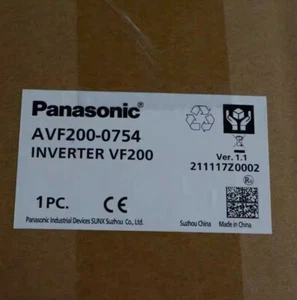 Panasonic®
AVF200-0754
INVERTER VF200
Ver. 1.1
211117Z0002
1PC. CE
Panasonic Industrial Devices SUNX Suzhou Co., Ltd.
Suzhou China
Made in China